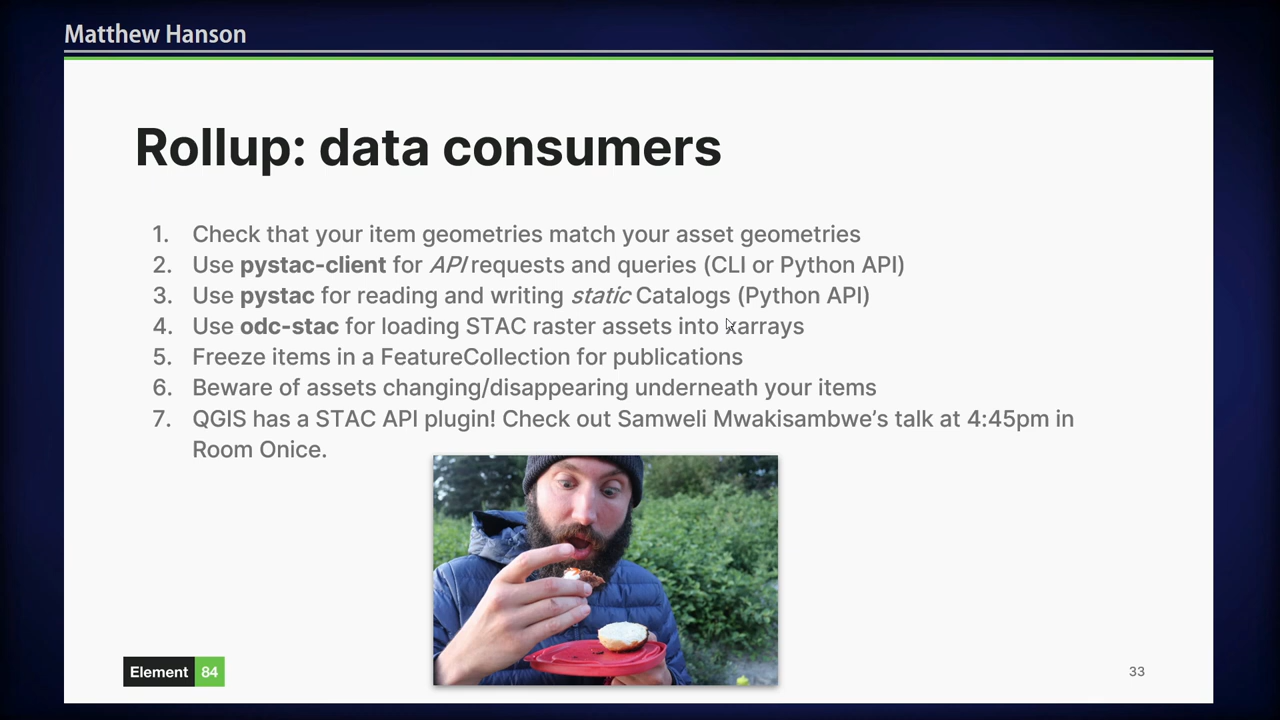 Matthew Hanson
Rollup: data consumers
1. Check that your item geometries match your asset geometries
2. Use pystac-client for API requests and queries (CLI or Python API)
3. Use pystac for reading and writing static Catalogs (Python API)
4. Use odc-stac for loading STAC raster assets into xarrays
5. Freeze items in a FeatureCollection for publications
6. Beware of assets changing/disappearing underneath your items
7. QGIS has a STAC API plugin! Check out Samweli Mwakisambwe’s talk at 4:45pm in
Room Onice.
Element 84
33